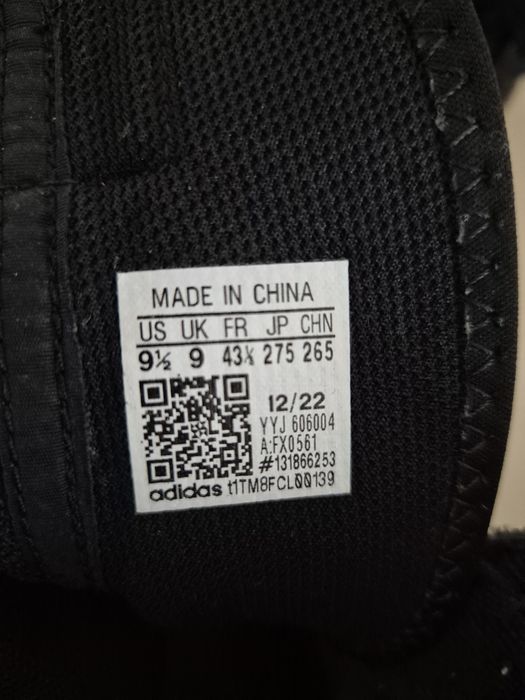 MADE IN CHINA
US UK FR JP CHN
9½ 9 43⅓ 275 265
12/22
YYJ 606004
A:FX0561
#131866253
adidas t1TM8FCL00139